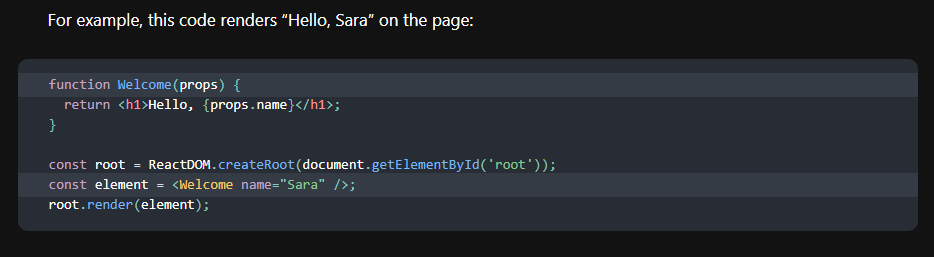 For example, this code renders “Hello, Sara” on the page:
function Welcome(props) {
  return <h1>Hello, {props.name}</h1>;
}
const root = ReactDOM.createRoot(document.getElementById('root'));
const element = <Welcome name="Sara" />;
root.render(element);